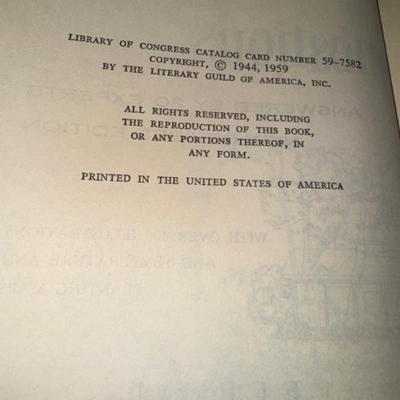 LIBRARY OF CONGRESS CATALOG CARD NUMBER 59-7582
COPYRIGHT, © 1944, 1959
BY THE LITERARY GUILD OF AMERICA, INC.
ALL RIGHTS RESERVED, INCLUDING
THE REPRODUCTION OF THIS BOOK,
OR ANY PORTIONS THEREOF, IN
ANY FORM.
PRINTED IN THE UNITED STATES OF AMERICA